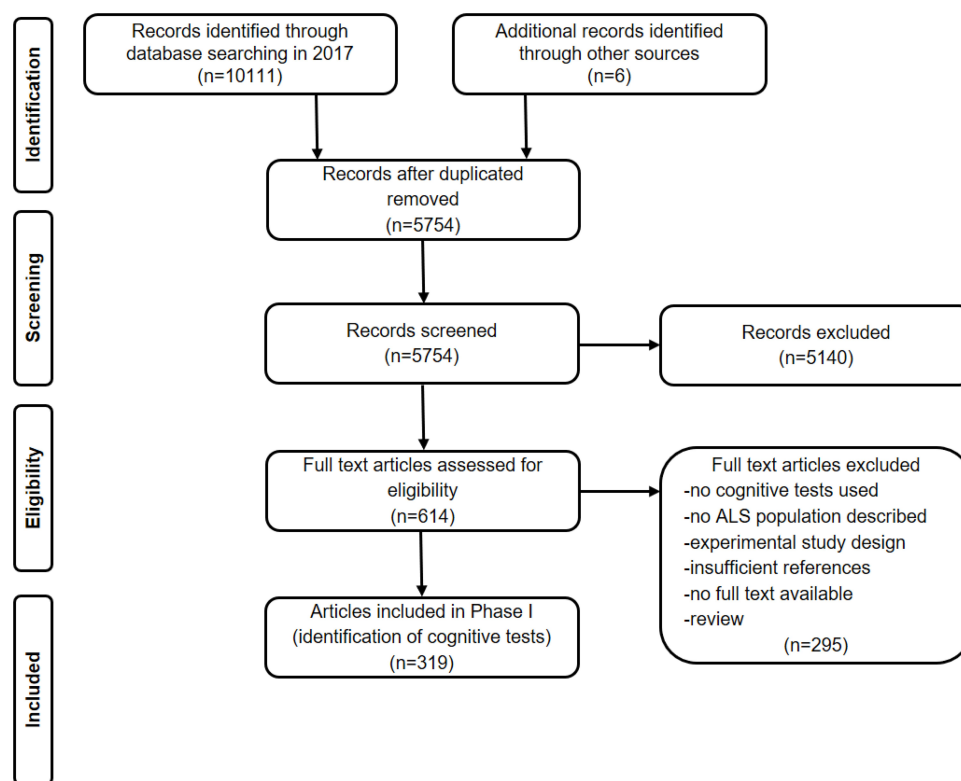 Identification
Records identified through
database searching in 2017
(n=10111)
Additional records identified
through other sources
(n=6)
Records after duplicated
removed
(n=5754)
Screening
Records screened
(n=5754)
Records excluded
(n=5140)
Eligibility
Full text articles assessed for
eligibility
(n=614)
Full text articles excluded
-no cognitive tests used
-no ALS population described
-experimental study design
-insufficient references
-no full text available
-review
(n=295)
Included
Articles included in Phase I
(identification of cognitive tests)
(n=319)